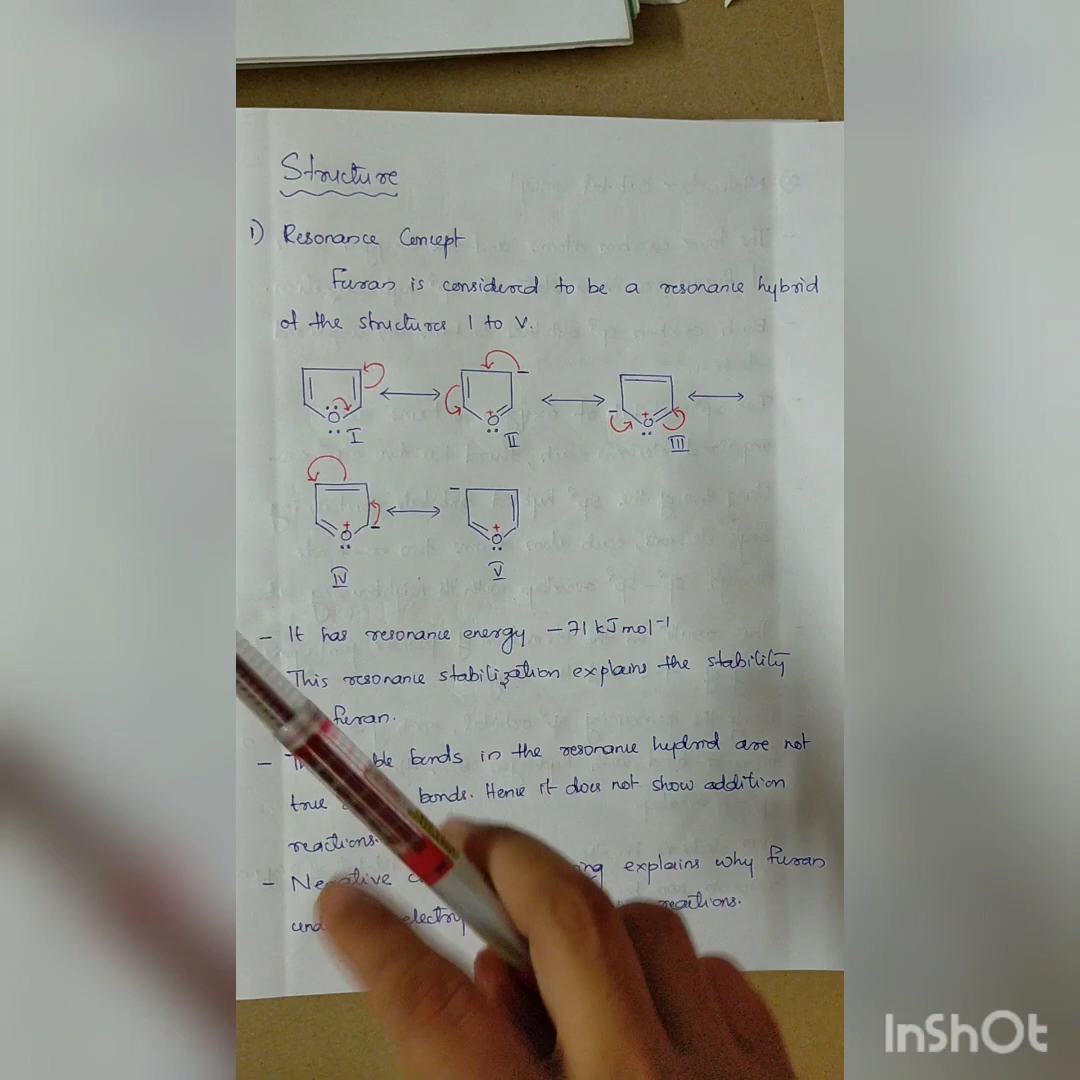 Structure
1) Resonance Concept
Furan is considered to be a resonance hybrid
of the structures I to V.
I II III
IV V
- It has resonance energy - 71 kJ mol⁻¹
This resonance stabilization explains the stability
furan.
- bonds in the resonance hydrid are not
true bonds. Hence it does not show addition
reactions.
- Negative explains why furan
reactions.
InShOt